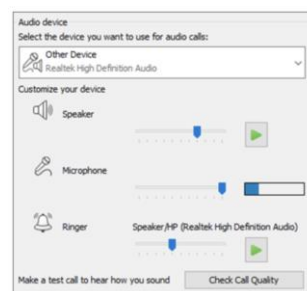 Audio device
Select the device you want to use for audio calls:
Other Device
Realtek High Definition Audio
Customize your device
Speaker
Microphone
Ringer
Speaker/HP (Realtek High Definition Audio)
Make a test call to hear how you sound
Check Call Quality